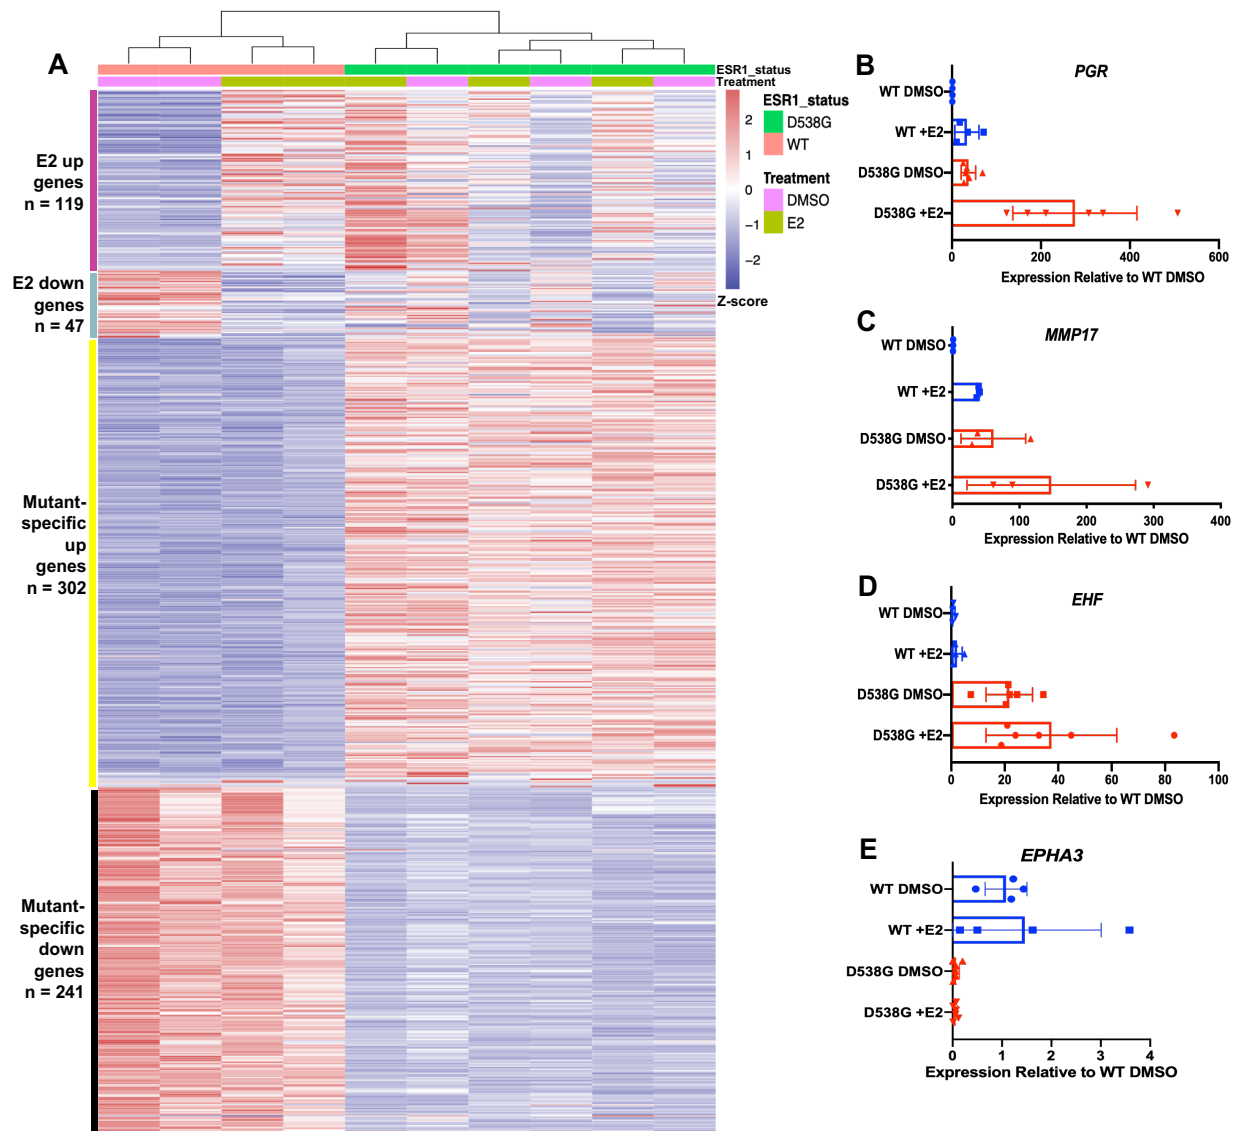 A
ESR1_status
Treatment
E2 up
genes
n = 119
E2 down
genes
n = 47
Mutant-
specific
up
genes
n = 302
Mutant-
specific
down
genes
n = 241
2
1
0
−1
−2
Z-score
ESR1_status
D538G
WT
Treatment
DMSO
E2
B
PGR
WT DMSO
WT +E2
D538G DMSO
D538G +E2
0 200 400 600
Expression Relative to WT DMSO
C
MMP17
WT DMSO
WT +E2
D538G DMSO
D538G +E2
0 100 200 300 400
Expression Relative to WT DMSO
D
EHF
WT DMSO
WT +E2
D538G DMSO
D538G +E2
0 20 40 60 80 100
Expression Relative to WT DMSO
E
EPHA3
WT DMSO
WT +E2
D538G DMSO
D538G +E2
0 1 2 3 4
Expression Relative to WT DMSO